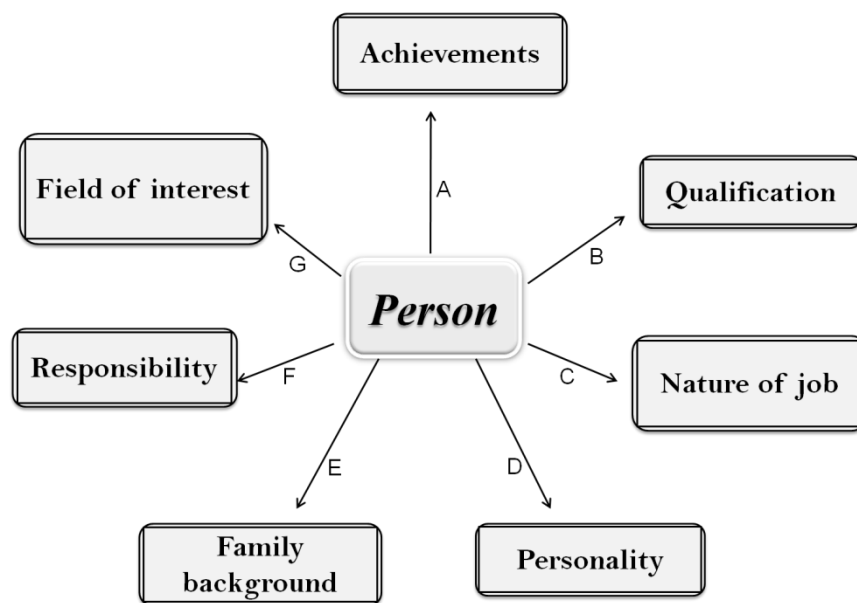 Achievements
Field of interest
Qualification
A
G
B
Person
Responsibility
F
C
Nature of job
E
D
Family
background
Personality